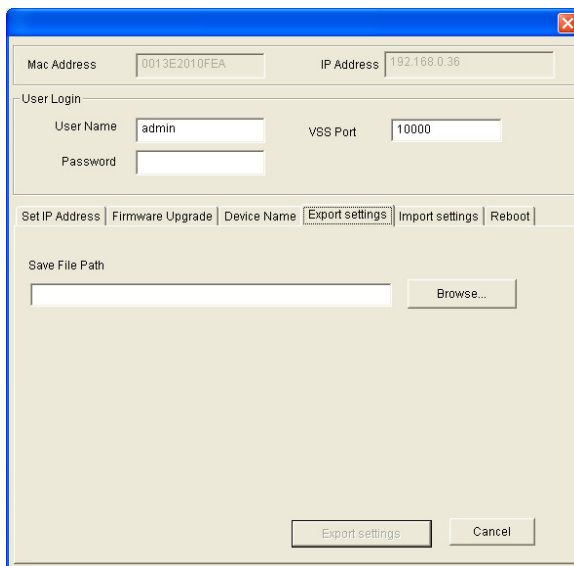 Mac Address 0013E2010FEA IP Address 192.168.0.36
User Login
User Name admin VSS Port 10000
Password
Set IP Address Firmware Upgrade Device Name Export settings Import settings Reboot
Save File Path
Browse...
Export settings Cancel